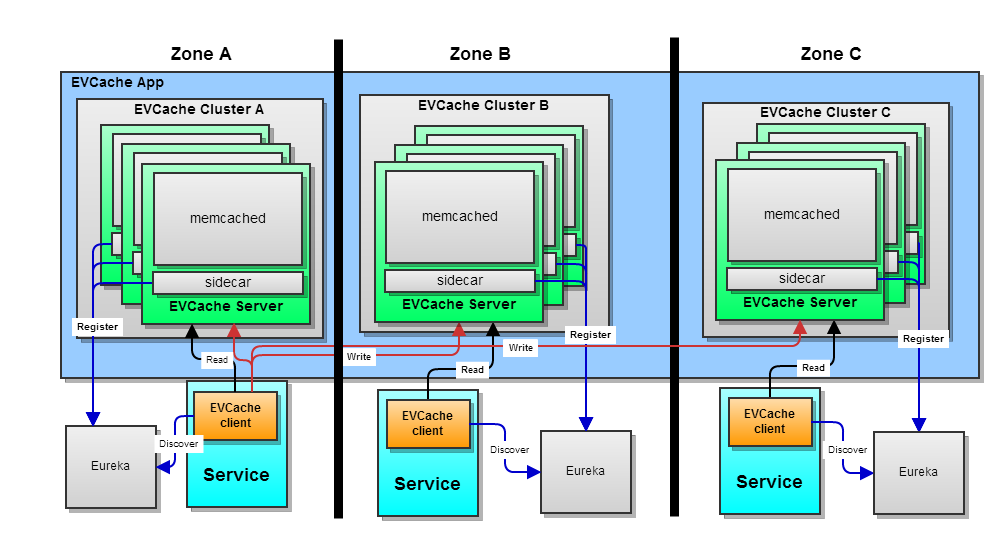 Zone A
Zone B
Zone C
EVCache App
EVCache Cluster A
EVCache Cluster B
EVCache Cluster C
memcached
memcached
memcached
sidecar
sidecar
sidecar
EVCache Server
EVCache Server
EVCache Server
Register
Register
Register
Read
Write
Read
Write
Read
EVCache
client
EVCache
client
EVCache
client
Discover
Discover
Discover
Eureka
Eureka
Eureka
Service
Service
Service